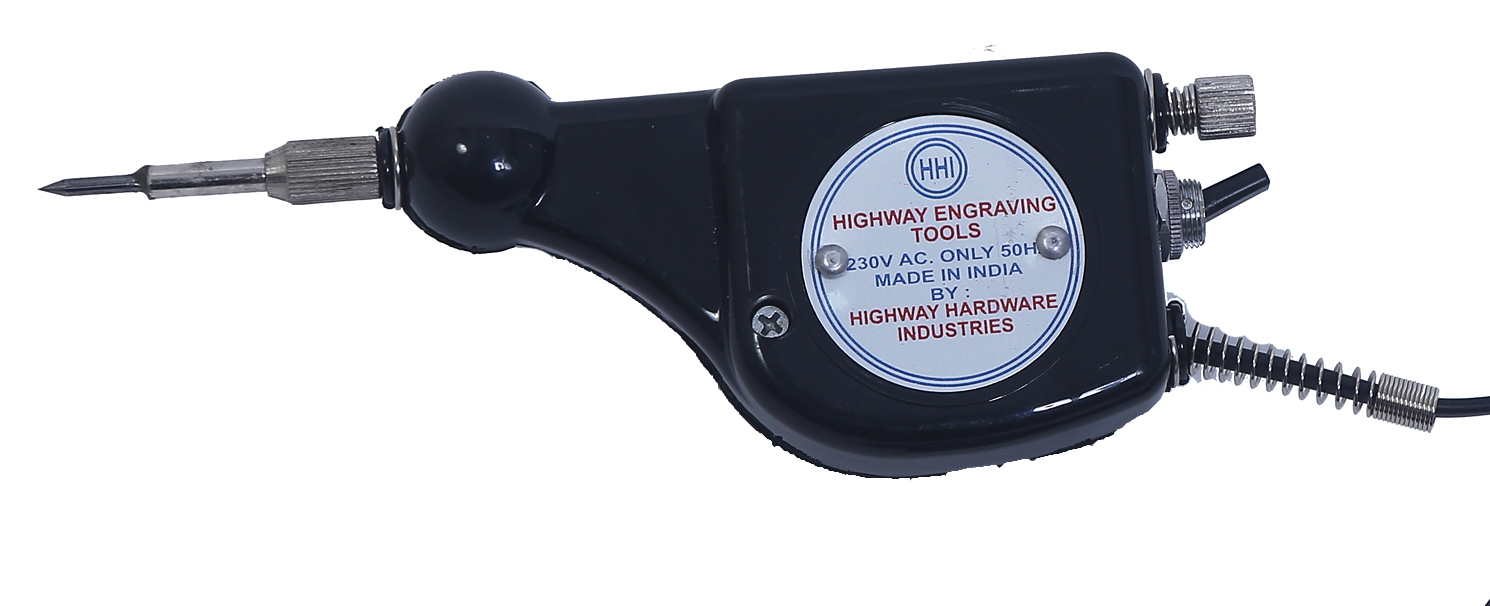 HHI
HIGHWAY ENGRAVING
TOOLS
230V AC. ONLY 50H
MADE IN INDIA
BY :
HIGHWAY HARDWARE
INDUSTRIES